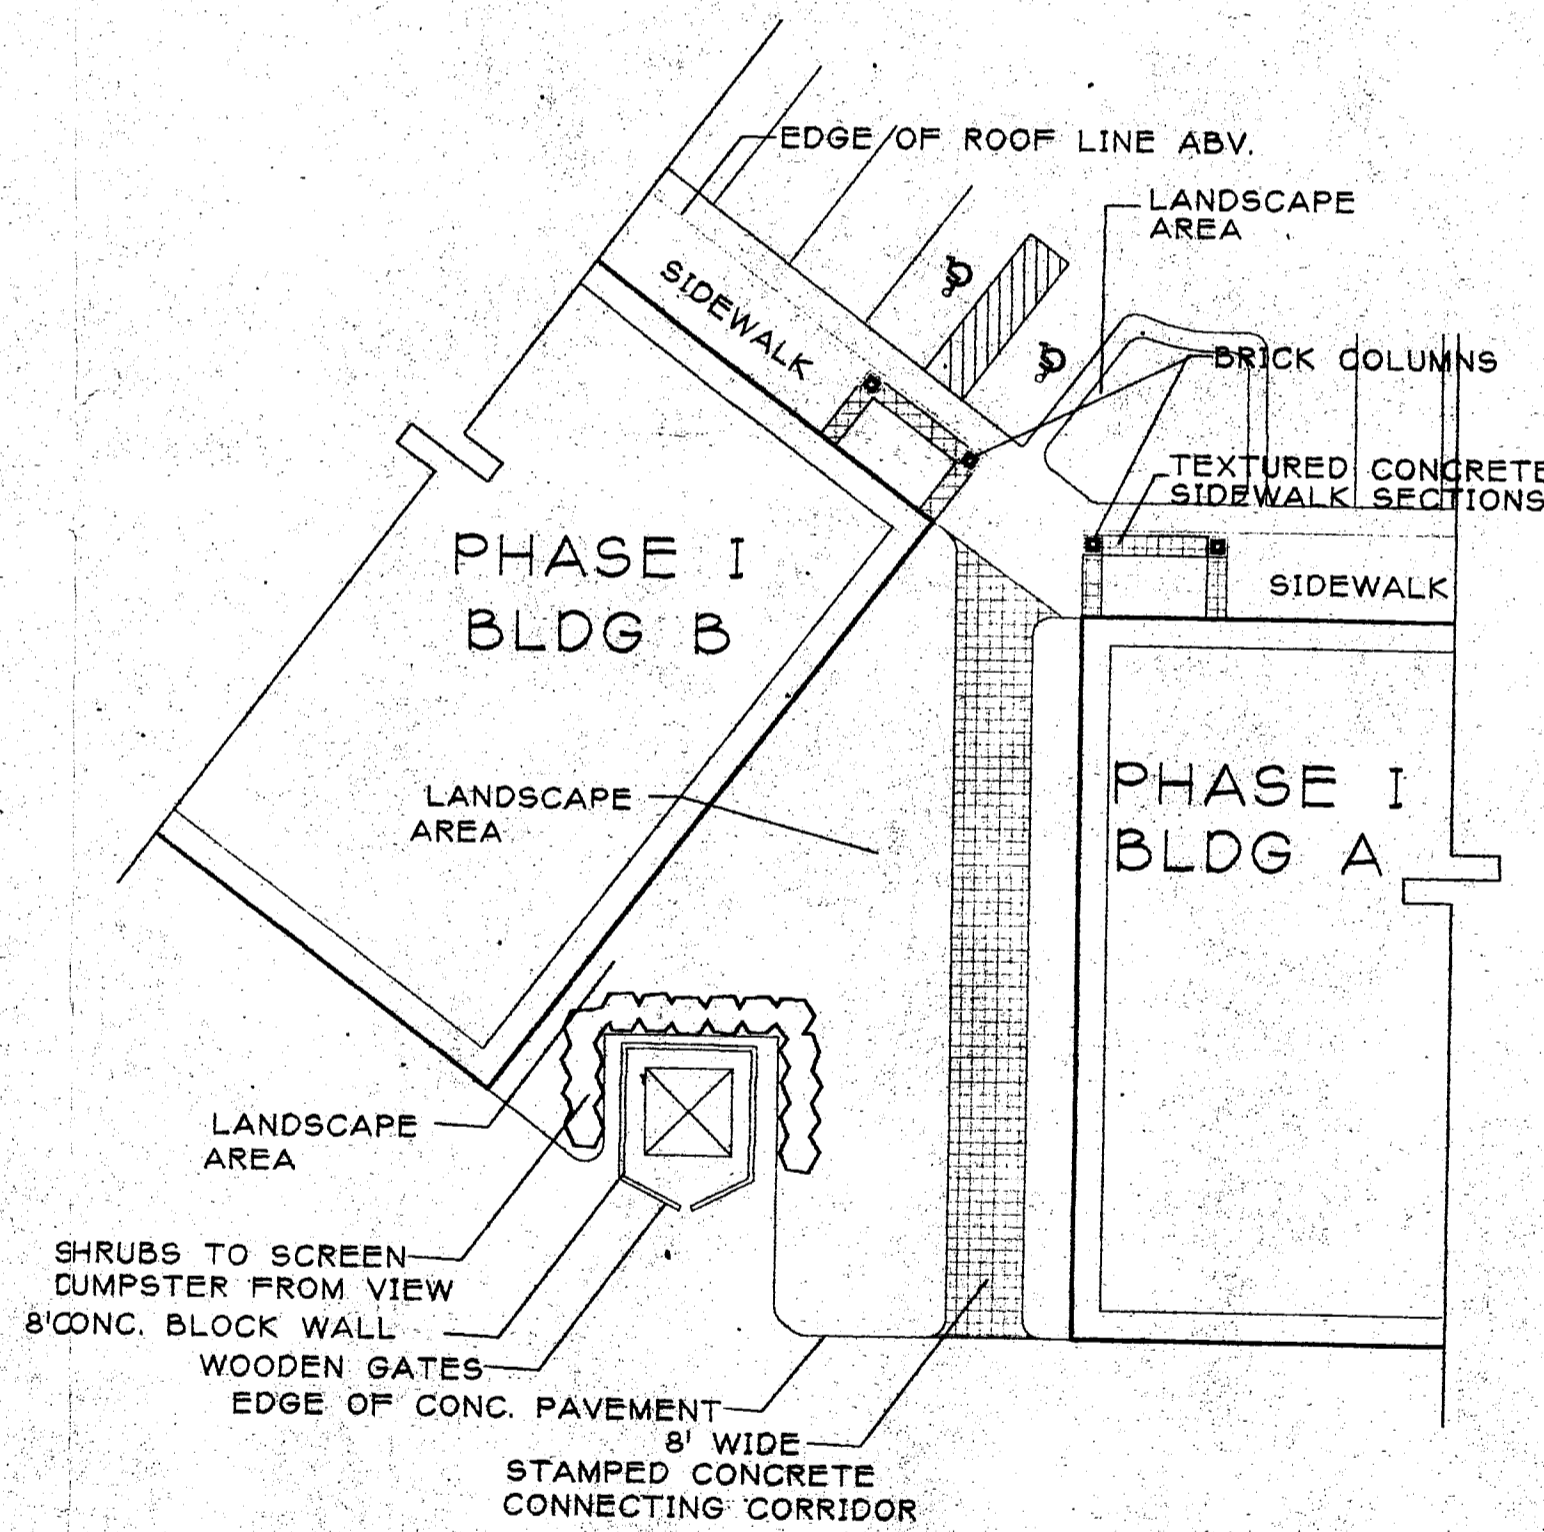 EDGE OF ROOF LINE ABV.
LANDSCAPE
AREA
SIDEWALK
BRICK COLUMNS
TEXTURED CONCRETE
SIDEWALK SECTIONS
PHASE I
BLDG B
SIDEWALK
PHASE I
BLDG A
LANDSCAPE
AREA
LANDSCAPE
AREA
SHRUBS TO SCREEN
DUMPSTER FROM VIEW
8' CONC. BLOCK WALL
WOODEN GATES
EDGE OF CONC. PAVEMENT
8' WIDE
STAMPED CONCRETE
CONNECTING CORRIDOR